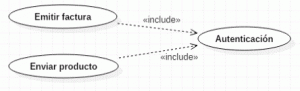 Emitir factura
«include»
Autenticación
Enviar producto
«include»